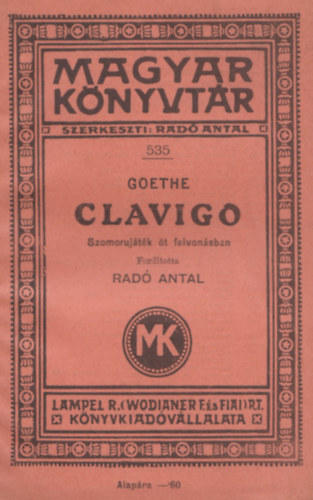 MAGYAR
KÖNYVTÁR
SZERKESZTI: RADÓ ANTAL
535
GOETHE
CLAVIGO
Szomorujáték öt felvonásban
Fordította
RADÓ ANTAL
MK
LAMPEL R. (WODIANER F. és FIAI) R.T.
KÖNYVKIADÓVÁLLALATA
Alapára —·60